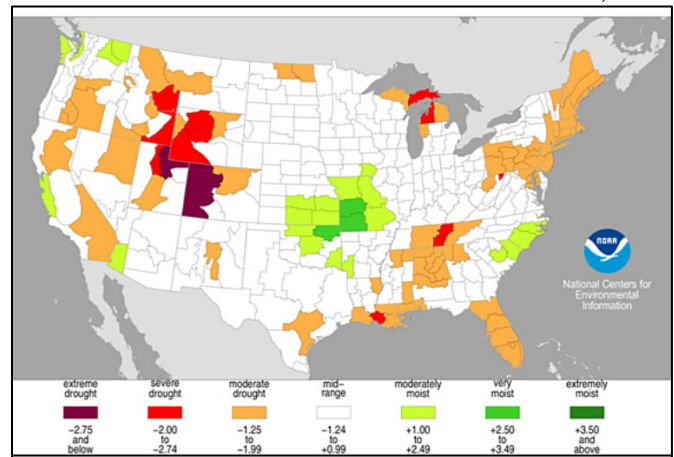 NOAA
National Centers for
Environmental
Information
extreme drought
severe drought
moderate drought
mid-range
moderately moist
very moist
extremely moist
−2.75 and below
−2.00 to −2.74
−1.25 to −1.99
−1.24 to +0.99
+1.00 to +2.49
+2.50 to +3.49
+3.50 and above